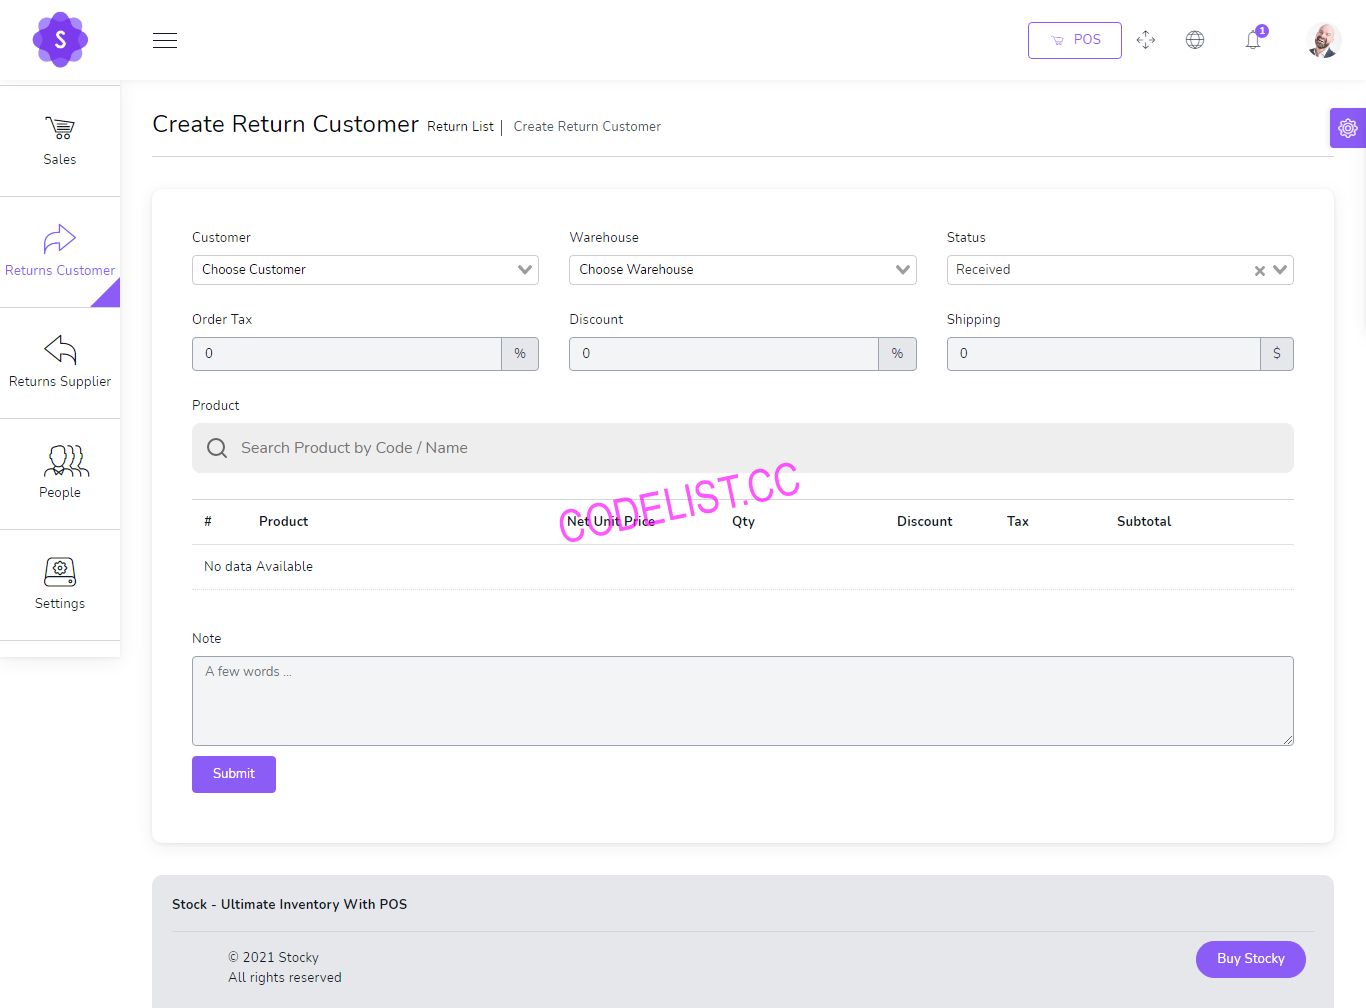 S
POS
1
Sales
Returns Customer
Returns Supplier
People
Settings
Create Return Customer Return List | Create Return Customer
Customer Warehouse Status
Choose Customer Choose Warehouse Received
Order Tax Discount Shipping
0 % 0 % 0 $
Product
Search Product by Code / Name
CODELIST.CC
# Product Net Unit Price Qty Discount Tax Subtotal
No data Available
Note
A few words ...
Submit
Stock - Ultimate Inventory With POS
© 2021 Stocky
All rights reserved
Buy Stocky